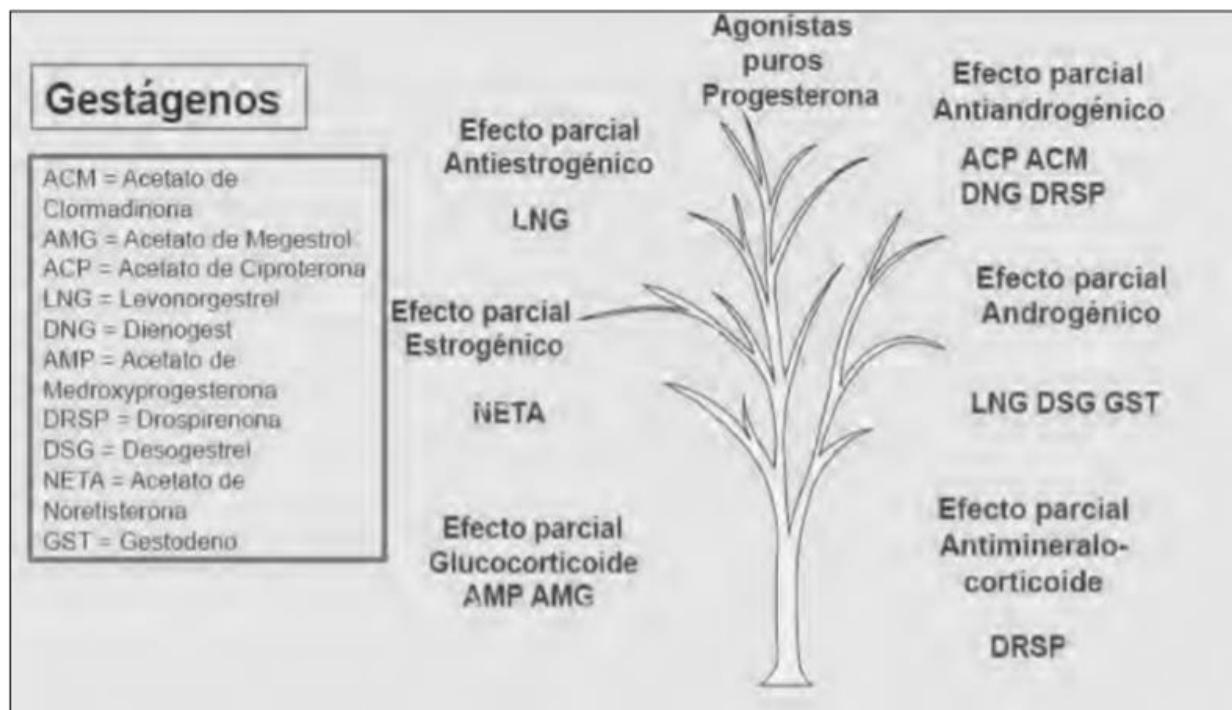 Gestágenos
ACM = Acetato de
Clormadinona
AMG = Acetato de Megestrol
ACP = Acetato de Ciproterona
LNG = Levonorgestrel
DNG = Dienogest
AMP = Acetato de
Medroxyprogesterona
DRSP = Drospirenona
DSG = Desogestrel
NETA = Acetato de
Noretisterona
GST = Gestodeno
Efecto parcial
Antiestrogénico
LNG
Efecto parcial
Estrogénico
NETA
Efecto parcial
Glucocorticoide
AMP AMG
Agonistas
puros
Progesterona
Efecto parcial
Antiandrogénico
ACP ACM
DNG DRSP
Efecto parcial
Androgénico
LNG DSG GST
Efecto parcial
Antimineralo-
corticoide
DRSP